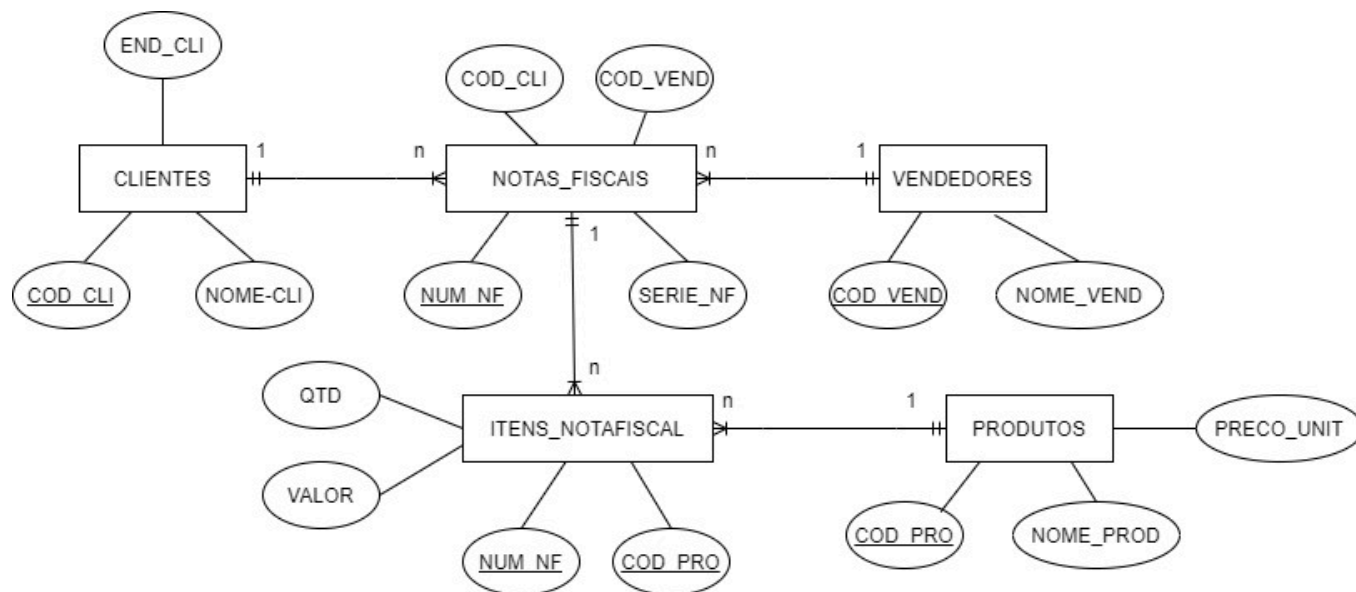 END_CLI
COD_CLI
COD_VEND
1
n
n
1
CLIENTES
NOTAS_FISCAIS
VENDEDORES
1
COD_CLI
NOME-CLI
NUM_NF
SERIE_NF
COD_VEND
NOME_VEND
n
QTD
n
1
ITENS_NOTAFISCAL
PRODUTOS
PRECO_UNIT
VALOR
NUM_NF
COD_PRO
COD_PRO
NOME_PROD